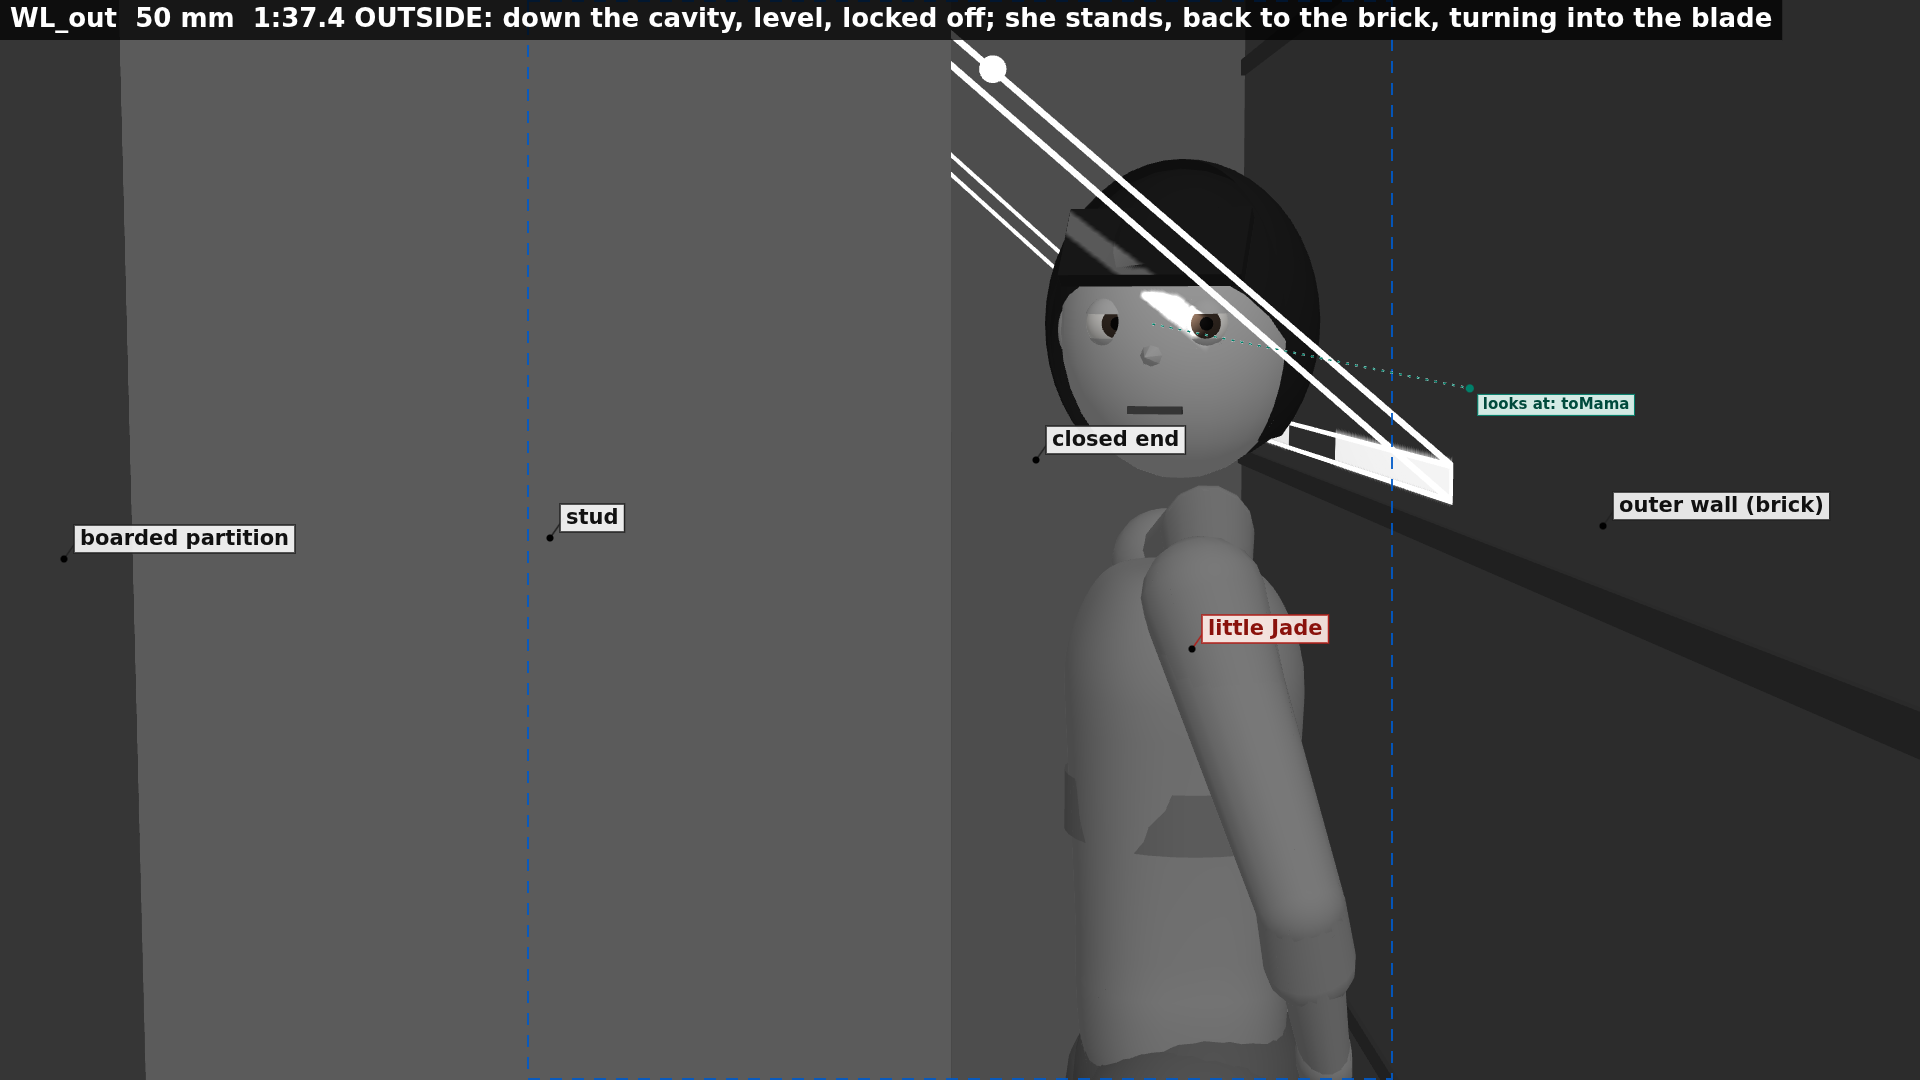 WL_out  50 mm  1:37.4 OUTSIDE: down the cavity, level, locked off; she stands, back to the brick, turning into the blade
looks at: toMama
closed end
outer wall (brick)
stud
boarded partition
little Jade